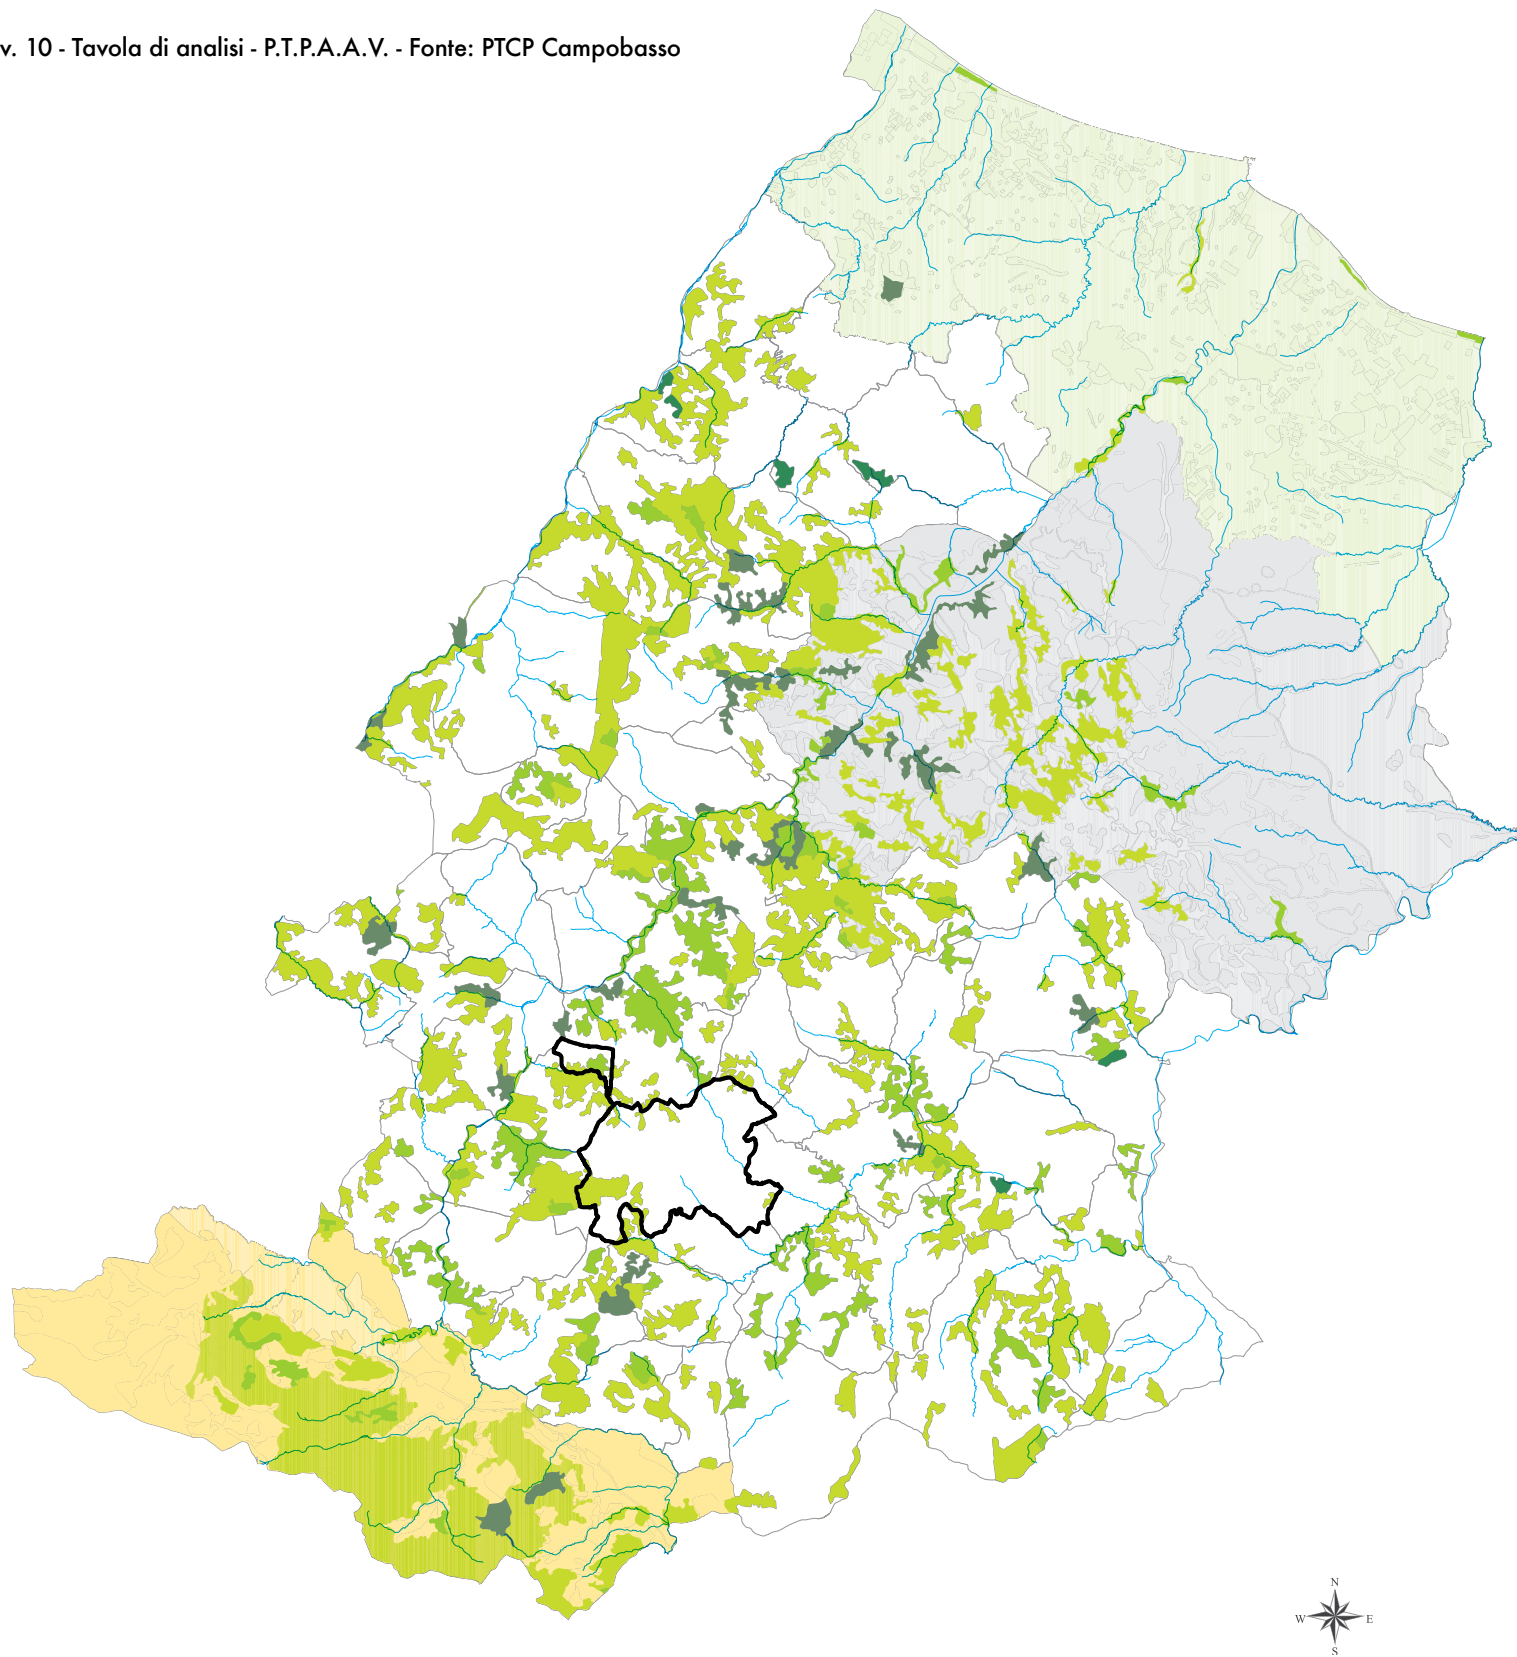 v. 10 - Tavola di analisi - P.T.P.A.A.V. - Fonte: PTCP Campobasso
N
W E
S